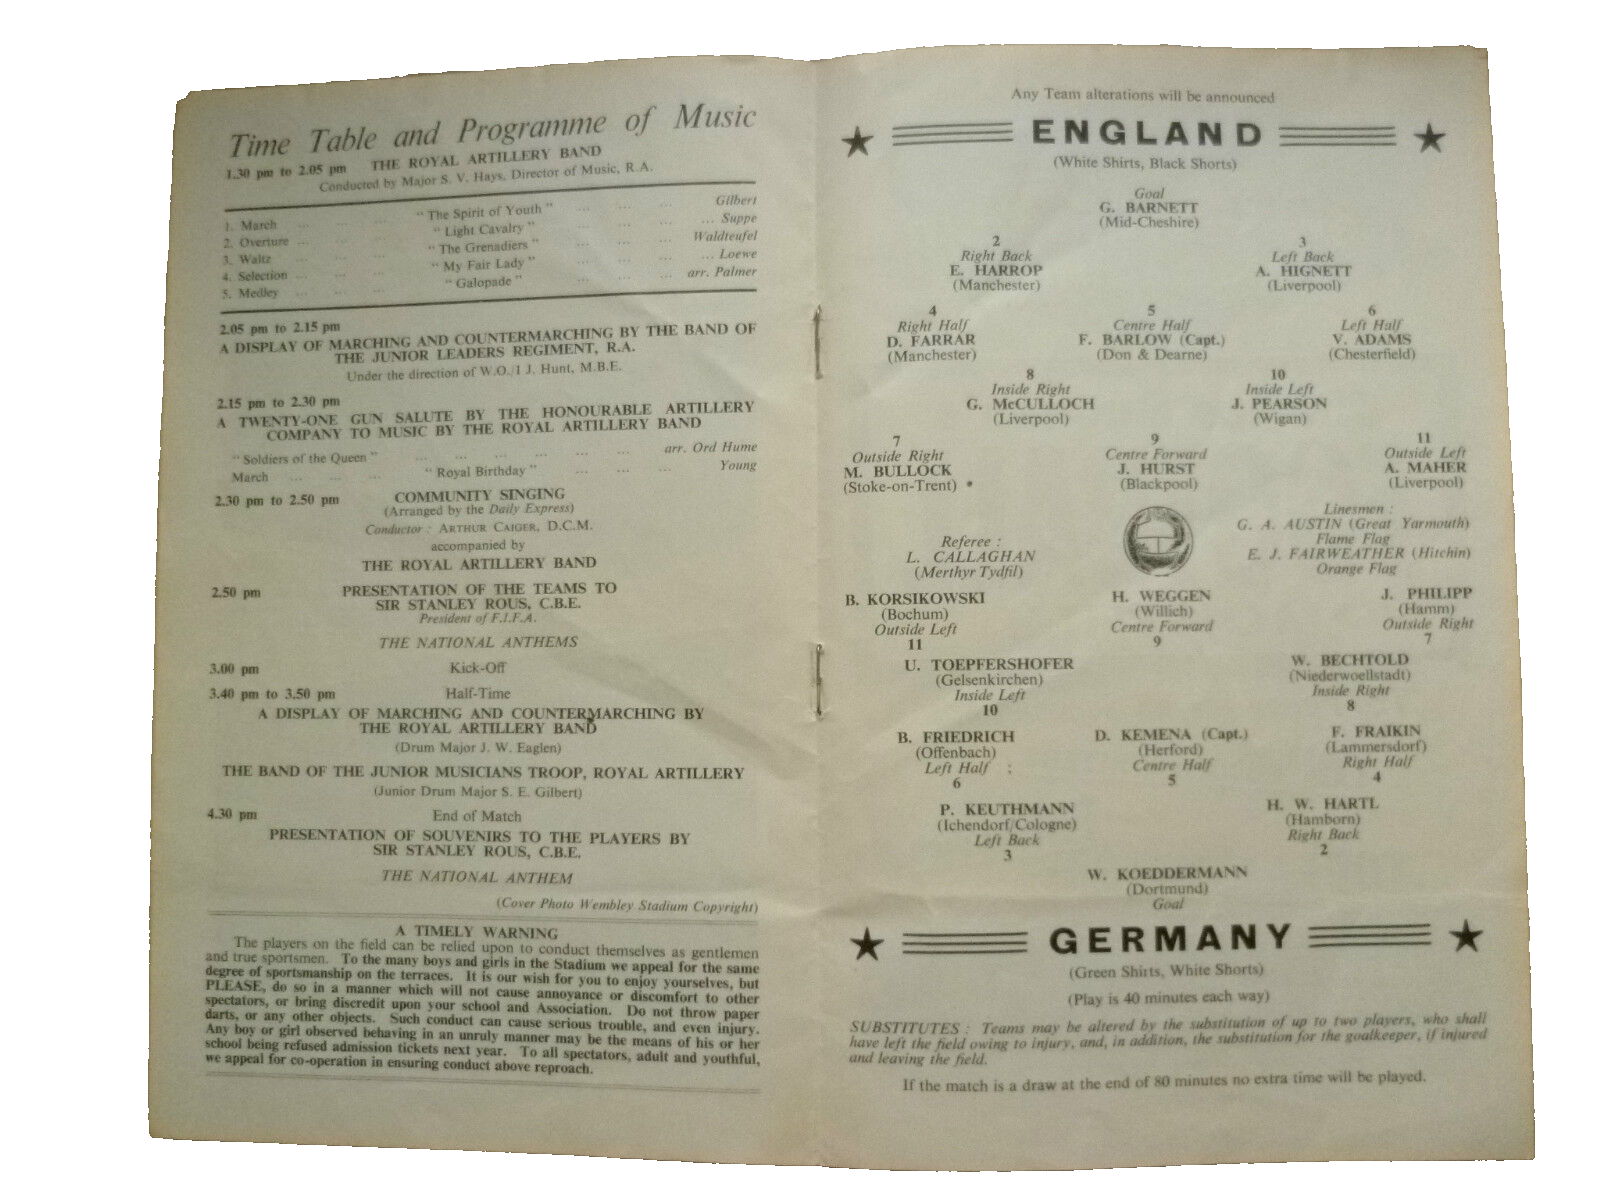 Time Table and Programme of Music
1.30 pm to 2.05 pm THE ROYAL ARTILLERY BAND
Conducted by Major S. V. Hays, Director of Music, R.A.
1. March ... ... ... "The Spirit of Youth" ... ... ... Gilbert
2. Overture ... ... ... "Light Cavalry" ... ... ... Suppe
3. Waltz ... ... ... "The Grenadiers" ... ... ... Waldteufel
4. Selection ... ... ... "My Fair Lady" ... ... ... Loewe
5. Medley ... ... ... "Galopade" ... ... ... arr. Palmer
2.05 pm to 2.15 pm
A DISPLAY OF MARCHING AND COUNTERMARCHING BY THE BAND OF
THE JUNIOR LEADERS REGIMENT, R.A.
Under the direction of W.O./1 J. Hunt, M.B.E.
2.15 pm to 2.30 pm
A TWENTY-ONE GUN SALUTE BY THE HONOURABLE ARTILLERY
COMPANY TO MUSIC BY THE ROYAL ARTILLERY BAND
"Soldiers of the Queen" ... ... ... ... ... ... arr. Ord Hume
March ... ... ... "Royal Birthday" ... ... ... Young
2.30 pm to 2.50 pm COMMUNITY SINGING
(Arranged by the Daily Express)
Conductor : ARTHUR CAIGER, D.C.M.
accompanied by
THE ROYAL ARTILLERY BAND
2.50 pm PRESENTATION OF THE TEAMS TO
SIR STANLEY ROUS, C.B.E.
President of F.I.F.A.
THE NATIONAL ANTHEMS
3.00 pm Kick-Off
3.40 pm to 3.50 pm Half-Time
A DISPLAY OF MARCHING AND COUNTERMARCHING BY
THE ROYAL ARTILLERY BAND
(Drum Major J. W. Eaglen)
THE BAND OF THE JUNIOR MUSICIANS TROOP, ROYAL ARTILLERY
(Junior Drum Major S. E. Gilbert)
4.30 pm End of Match
PRESENTATION OF SOUVENIRS TO THE PLAYERS BY
SIR STANLEY ROUS, C.B.E.
THE NATIONAL ANTHEM
(Cover Photo Wembley Stadium Copyright)
A TIMELY WARNING
The players on the field can be relied upon to conduct themselves as gentlemen
and true sportsmen. To the many boys and girls in the Stadium we appeal for the same
degree of sportsmanship on the terraces. It is our wish for you to enjoy yourselves, but
PLEASE, do so in a manner which will not cause annoyance or discomfort to other
spectators, or bring discredit upon your school and Association. Do not throw paper
darts, or any other objects. Such conduct can cause serious trouble, and even injury.
Any boy or girl observed behaving in an unruly manner may be the means of his or her
school being refused admission tickets next year. To all spectators, adult and youthful,
we appeal for co-operation in ensuring conduct above reproach.
Any Team alterations will be announced
ENGLAND
(White Shirts, Black Shorts)
Goal
G. BARNETT
(Mid-Cheshire)
2 3
Right Back Left Back
E. HARROP A. HIGNETT
(Manchester) (Liverpool)
4 5 6
Right Half Centre Half Left Half
D. FARRAR F. BARLOW (Capt.) V. ADAMS
(Manchester) (Don & Dearne) (Chesterfield)
8 10
Inside Right Inside Left
G. McCULLOCH J. PEARSON
(Liverpool) (Wigan)
7 9 11
Outside Right Centre Forward Outside Left
M. BULLOCK J. HURST A. MAHER
(Stoke-on-Trent) (Blackpool) (Liverpool)
Linesmen :
G. A. AUSTIN (Great Yarmouth)
Flame Flag
E. J. FAIRWEATHER (Hitchin)
Orange Flag
Referee :
L. CALLAGHAN
(Merthyr Tydfil)
B. KORSIKOWSKI H. WEGGEN J. PHILIPP
(Bochum) (Willich) (Hamm)
Outside Left Centre Forward Outside Right
11 9 7
U. TOEPFERSHOFER W. BECHTOLD
(Gelsenkirchen) (Niederwoellstadt)
Inside Left Inside Right
10 8
B. FRIEDRICH D. KEMENA (Capt.) F. FRAIKIN
(Offenbach) (Herford) (Lammersdorf)
Left Half : Centre Half Right Half
6 5 4
P. KEUTHMANN H. W. HARTL
(Ichendorf/Cologne) (Hamborn)
Left Back Right Back
3 2
W. KOEDDERMANN
(Dortmund)
Goal
GERMANY
(Green Shirts, White Shorts)
(Play is 40 minutes each way)
SUBSTITUTES : Teams may be altered by the substitution of up to two players, who shall
have left the field owing to injury, and, in addition, the substitution for the goalkeeper, if injured
and leaving the field.
If the match is a draw at the end of 80 minutes no extra time will be played.